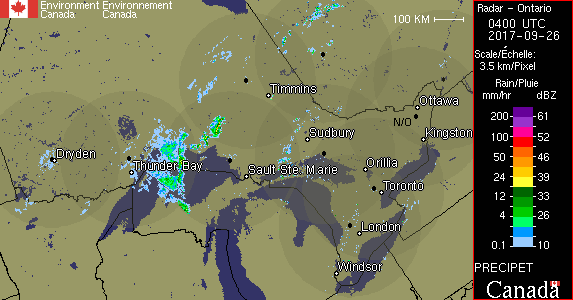 Environment Environnement
Canada Canada
100 KM
Timmins
Ottawa
N/O
Kingston
Sudbury
Dryden
Thunder Bay
Sault Ste. Marie
Orillia
Toronto
London
Windsor
Radar - Ontario
0400 UTC
2017-09-26
Scale/Échelle:
3.5 km/Pixel
Rain/Pluie
mm/hr dBZ
200 61
100 52
50 46
24 39
12 33
4 26
0.1 10
PRECIPET
Canada